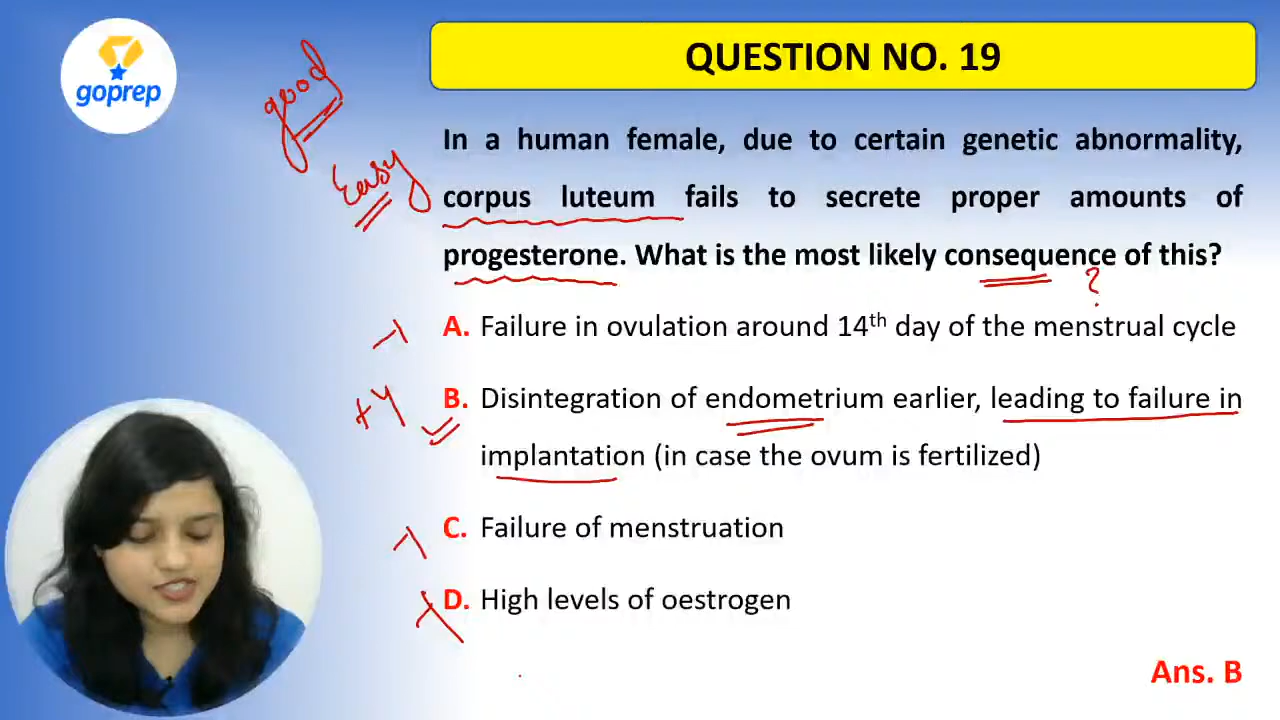 goprep
good
Easy
QUESTION NO. 19
In a human female, due to certain genetic abnormality,
corpus luteum fails to secrete proper amounts of
progesterone. What is the most likely consequence of this?
?
-1 A. Failure in ovulation around 14th day of the menstrual cycle
+4 B. Disintegration of endometrium earlier, leading to failure in
implantation (in case the ovum is fertilized)
-1 C. Failure of menstruation
D. High levels of oestrogen
Ans. B